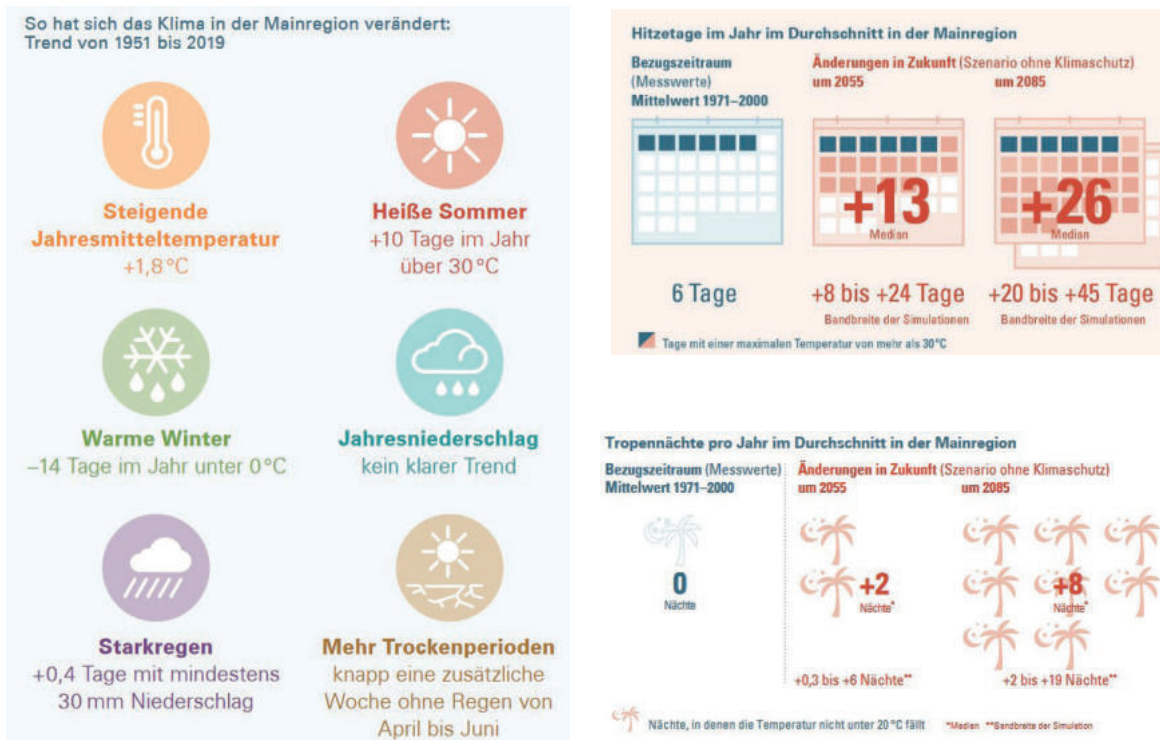 So hat sich das Klima in der Mainregion verändert:
Trend von 1951 bis 2019
Steigende
Jahresmitteltemperatur
+1,8 °C
Heiße Sommer
+10 Tage im Jahr
über 30 °C
Warme Winter
–14 Tage im Jahr unter 0 °C
Jahresniederschlag
kein klarer Trend
Starkregen
+0,4 Tage mit mindestens
30 mm Niederschlag
Mehr Trockenperioden
knapp eine zusätzliche
Woche ohne Regen von
April bis Juni
Hitzetage im Jahr im Durchschnitt in der Mainregion
Bezugszeitraum
(Messwerte)
Mittelwert 1971–2000
Änderungen in Zukunft (Szenario ohne Klimaschutz)
um 2055 um 2085
+13
Median
+26
Median
6 Tage
+8 bis +24 Tage
Bandbreite der Simulationen
+20 bis +45 Tage
Bandbreite der Simulationen
Tage mit einer maximalen Temperatur von mehr als 30 °C
Tropennächte pro Jahr im Durchschnitt in der Mainregion
Bezugszeitraum (Messwerte)
Mittelwert 1971–2000
Änderungen in Zukunft (Szenario ohne Klimaschutz)
um 2055 um 2085
0
Nächte
+2
Nächte*
+8
Nächte*
+0,3 bis +6 Nächte**
+2 bis +19 Nächte**
Nächte, in denen die Temperatur nicht unter 20 °C fällt *Median **Bandbreite der Simulation